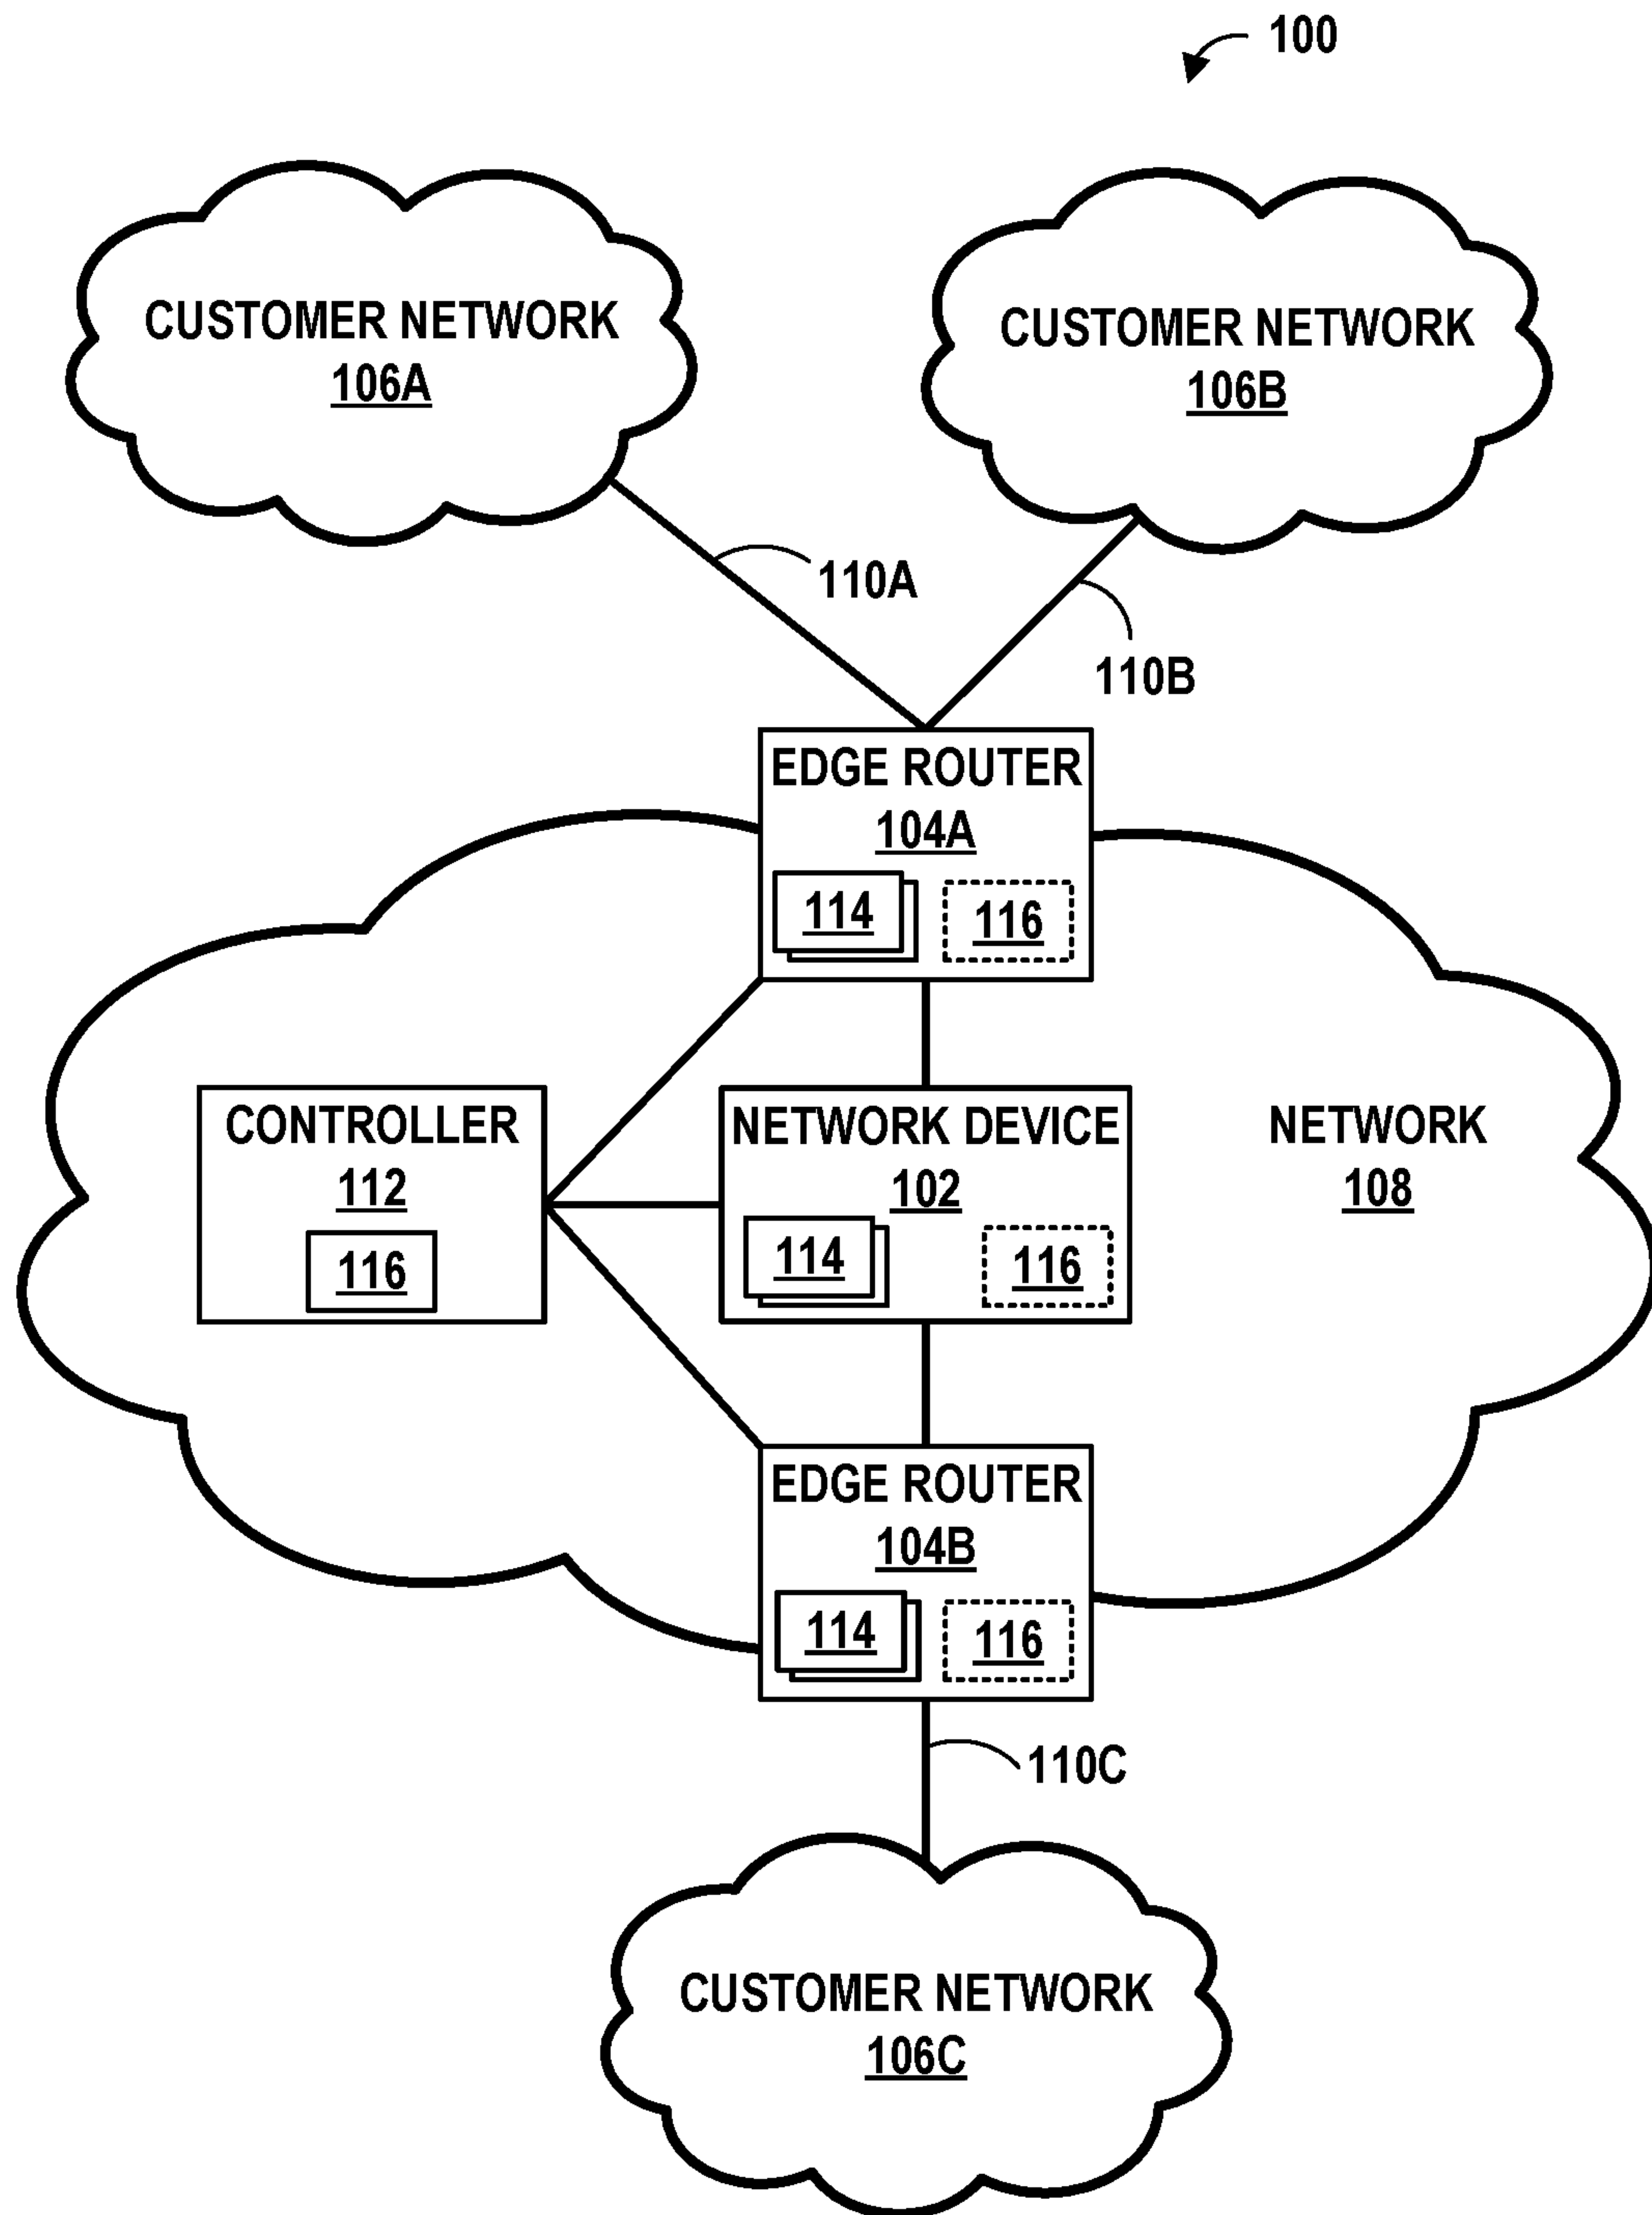 100
CUSTOMER NETWORK
106A
CUSTOMER NETWORK
106B
110A
110B
EDGE ROUTER
104A
114
116
CONTROLLER
112
116
NETWORK DEVICE
102
114
116
NETWORK
108
EDGE ROUTER
104B
114
116
110C
CUSTOMER NETWORK
106C